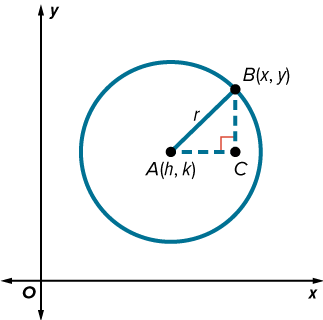 y
B(x, y)
r
A(h, k)
C
O
x